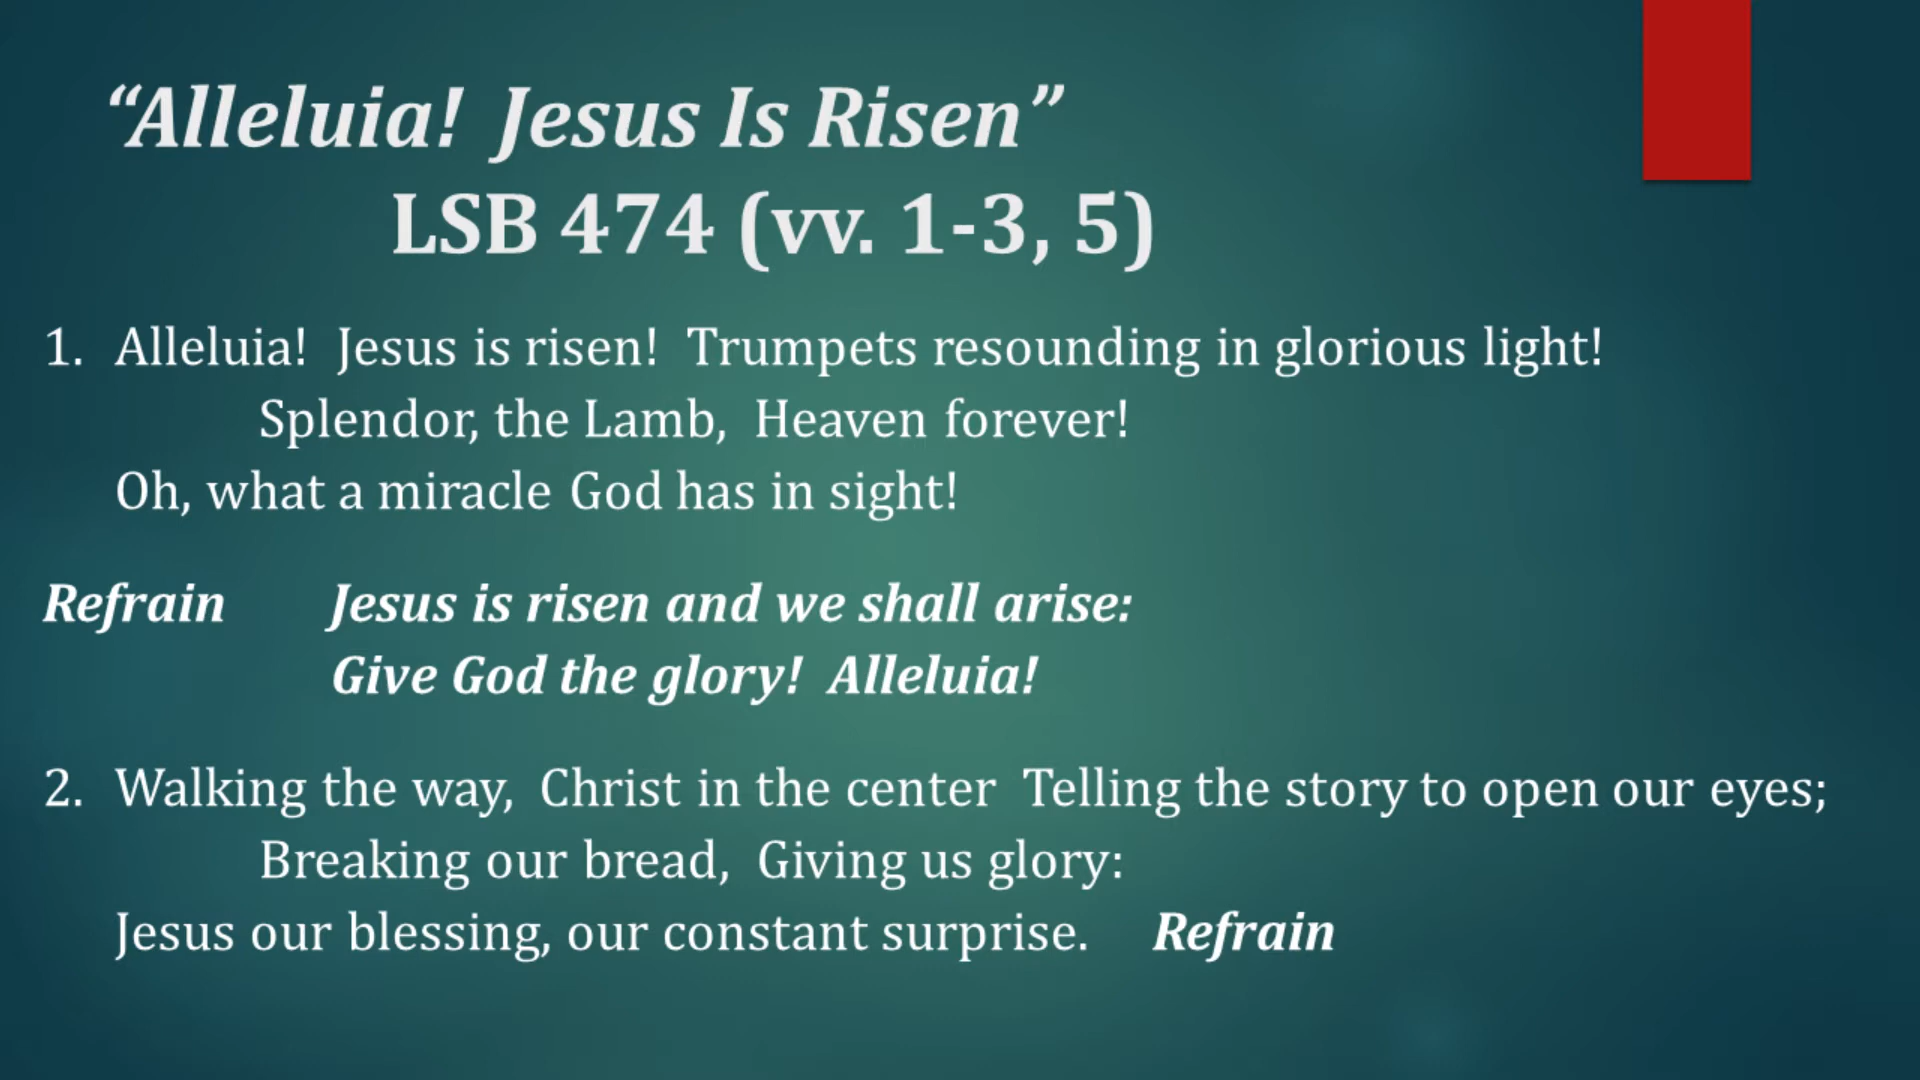 “Alleluia! Jesus Is Risen”
LSB 474 (vv. 1-3, 5)
1. Alleluia! Jesus is risen! Trumpets resounding in glorious light!
Splendor, the Lamb, Heaven forever!
Oh, what a miracle God has in sight!
Refrain Jesus is risen and we shall arise:
Give God the glory! Alleluia!
2. Walking the way, Christ in the center Telling the story to open our eyes;
Breaking our bread, Giving us glory:
Jesus our blessing, our constant surprise. Refrain